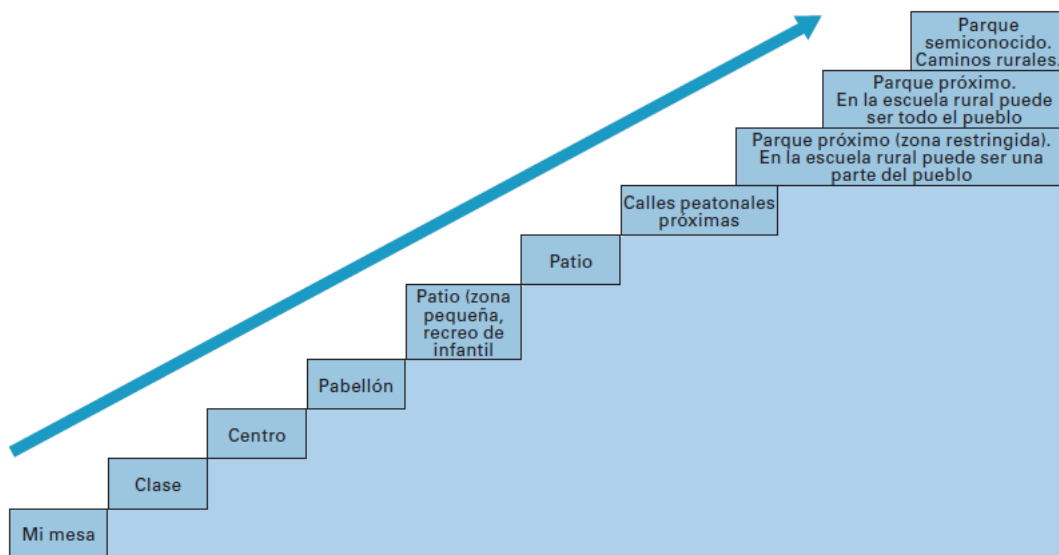 Parque
semiconocido.
Caminos rurales.
Parque próximo.
En la escuela rural puede
ser todo el pueblo
Parque próximo (zona restringida).
En la escuela rural puede ser una
parte del pueblo
Calles peatonales
próximas
Patio
Patio (zona
pequeña,
recreo de
infantil
Pabellón
Centro
Clase
Mi mesa